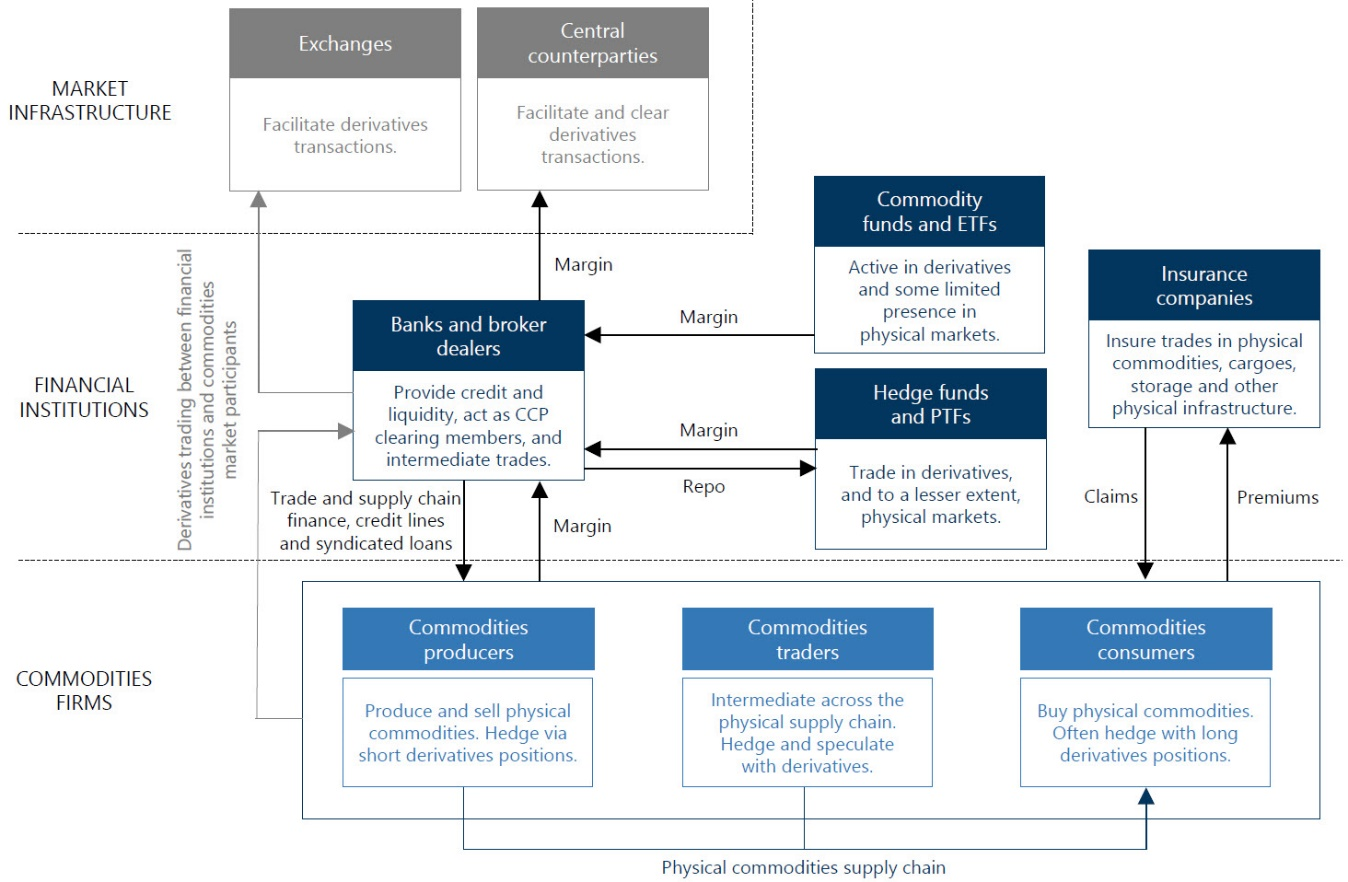 Exchanges
Facilitate derivatives
transactions.
Central
counterparties
Facilitate and clear
derivatives
transactions.
MARKET
INFRASTRUCTURE
Commodity
funds and ETFs
Active in derivatives
and some limited
presence in
physical markets.
Insurance
companies
Insure trades in physical
commodities, cargoes,
storage and other
physical infrastructure.
Margin
Margin
Banks and broker
dealers
Provide credit and
liquidity, act as CCP
clearing members, and
intermediate trades.
Derivatives trading between financial
institutions and commodities
market participants
FINANCIAL
INSTITUTIONS
Hedge funds
and PTFs
Trade in derivatives,
and to a lesser extent,
physical markets.
Margin
Repo
Trade and supply chain
finance, credit lines
and syndicated loans
Margin
Claims
Premiums
COMMODITIES
FIRMS
Commodities
producers
Produce and sell physical
commodities. Hedge via
short derivatives positions.
Commodities
traders
Intermediate across the
physical supply chain.
Hedge and speculate
with derivatives.
Commodities
consumers
Buy physical commodities.
Often hedge with long
derivatives positions.
Physical commodities supply chain